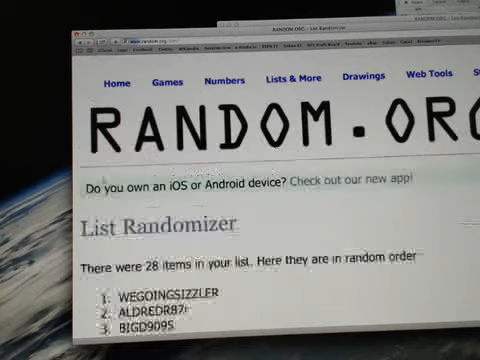 RANDOM.ORG - List Randomizer
Home Games Numbers Lists & More Drawings Web Tools
RANDOM.ORG
Do you own an iOS or Android device? Check out our new app!
List Randomizer
There were 28 items in your list. Here they are in random order
1. WEGOINGSIZZLER
2. ALDREDR87
3. BIGD9095